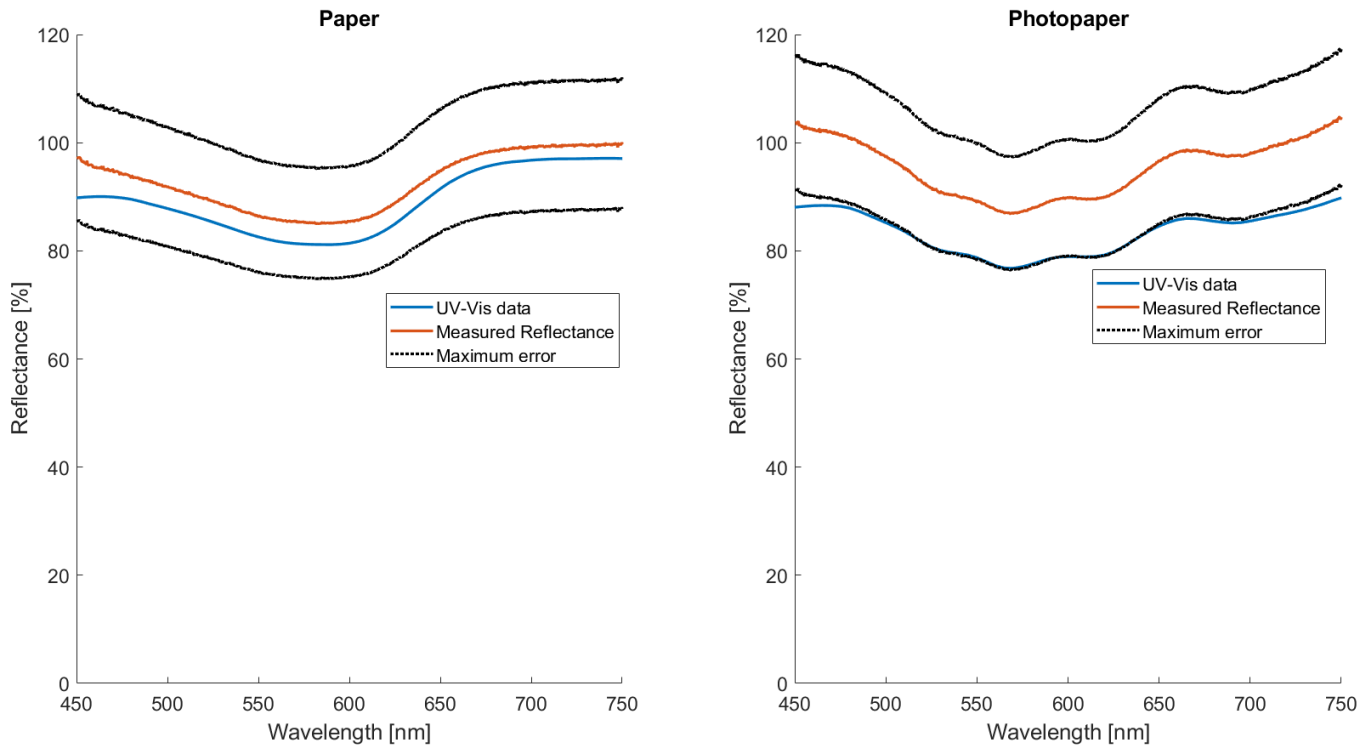 Paper
120
100
80
60
40
20
0
Reflectance [%]
450
500
550
600
650
700
750
Wavelength [nm]
UV-Vis data
Measured Reflectance
Maximum error
Photopaper
120
100
80
60
40
20
0
Reflectance [%]
450
500
550
600
650
700
750
Wavelength [nm]
UV-Vis data
Measured Reflectance
Maximum error